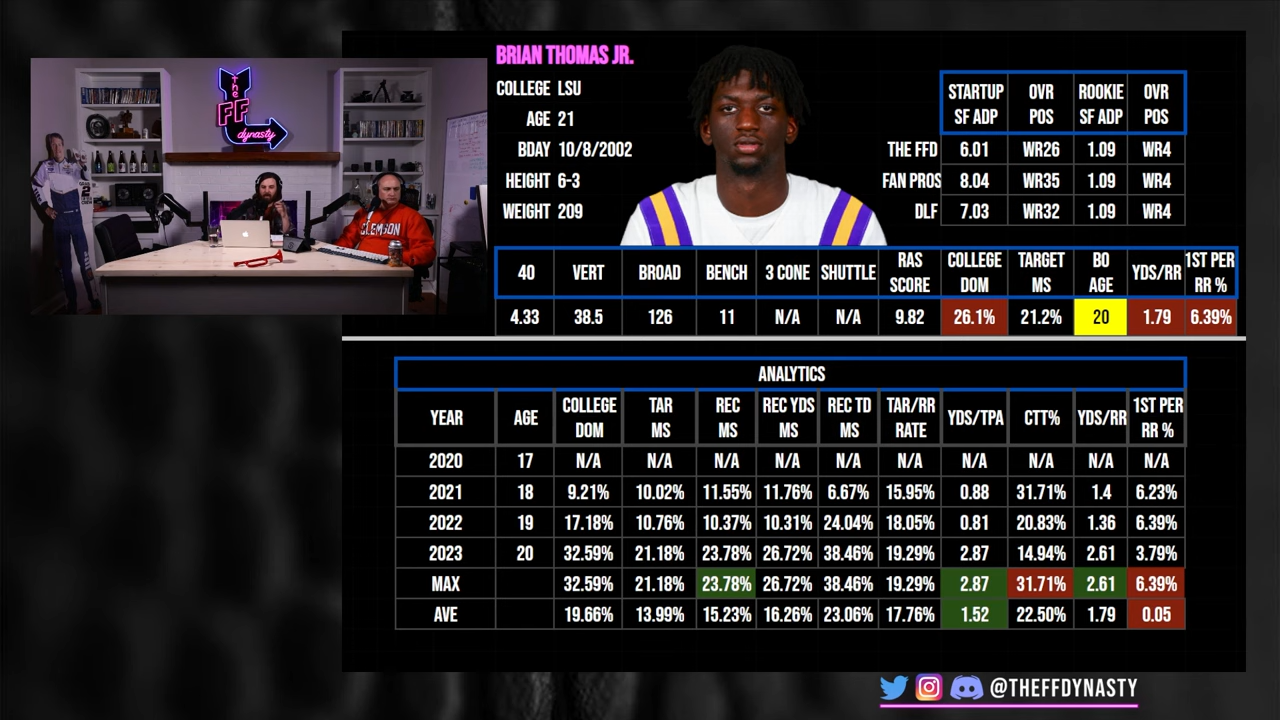 BRIAN THOMAS JR.
COLLEGE LSU
AGE 21
BDAY 10/8/2002
HEIGHT 6-3
WEIGHT 209
The
FF
dynasty
CLEMSON
STARTUP SF ADP OVR POS ROOKIE SF ADP OVR POS
THE FFD 6.01 WR26 1.09 WR4
FAN PROS 8.04 WR35 1.09 WR4
DLF 7.03 WR32 1.09 WR4
40 VERT BROAD BENCH 3 CONE SHUTTLE RAS SCORE COLLEGE DOM TARGET MS BO AGE YDS/RR 1ST PER RR %
4.33 38.5 126 11 N/A N/A 9.82 26.1% 21.2% 20 1.79 6.39%
ANALYTICS
YEAR AGE COLLEGE DOM TAR MS REC MS REC YDS MS REC TD MS TAR/RR RATE YDS/TPA CTT% YDS/RR 1ST PER RR %
2020 17 N/A N/A N/A N/A N/A N/A N/A N/A N/A N/A
2021 18 9.21% 10.02% 11.55% 11.76% 6.67% 15.95% 0.88 31.71% 1.4 6.23%
2022 19 17.18% 10.76% 10.37% 10.31% 24.04% 18.05% 0.81 20.83% 1.36 6.39%
2023 20 32.59% 21.18% 23.78% 26.72% 38.46% 19.29% 2.87 14.94% 2.61 3.79%
MAX 32.59% 21.18% 23.78% 26.72% 38.46% 19.29% 2.87 31.71% 2.61 6.39%
AVE 19.66% 13.99% 15.23% 16.26% 23.06% 17.76% 1.52 22.50% 1.79 0.05
@THEFFDYNASTY